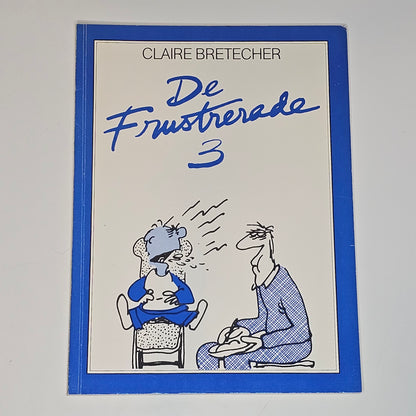 CLAIRE BRETECHER
De
Frustrerade
3